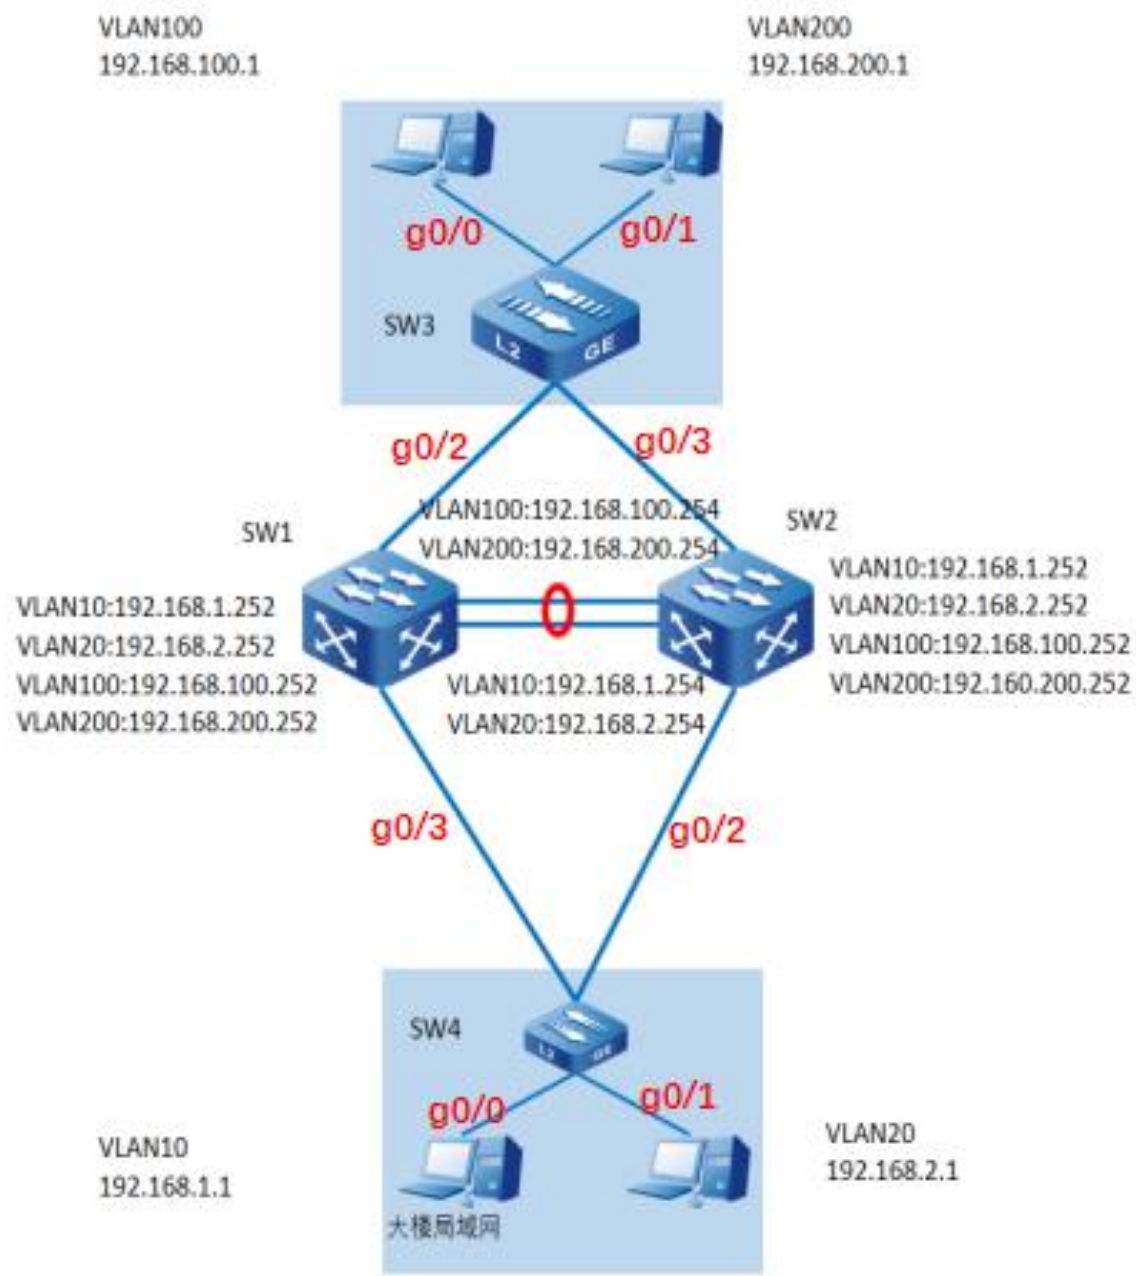 VLAN100
192.168.100.1
VLAN200
192.168.200.1
g0/0
g0/1
SW3
L2
GE
g0/2
g0/3
VLAN100:192.168.100.254
VLAN200:192.168.200.254
SW1
SW2
VLAN10:192.168.1.252
VLAN20:192.168.2.252
VLAN100:192.168.100.252
VLAN200:192.168.200.252
VLAN10:192.168.1.252
VLAN20:192.168.2.252
VLAN100:192.168.100.252
VLAN200:192.160.200.252
VLAN10:192.168.1.254
VLAN20:192.168.2.254
g0/3
g0/2
SW4
L2
GE
g0/0
g0/1
VLAN10
192.168.1.1
VLAN20
192.168.2.1
大楼局域网